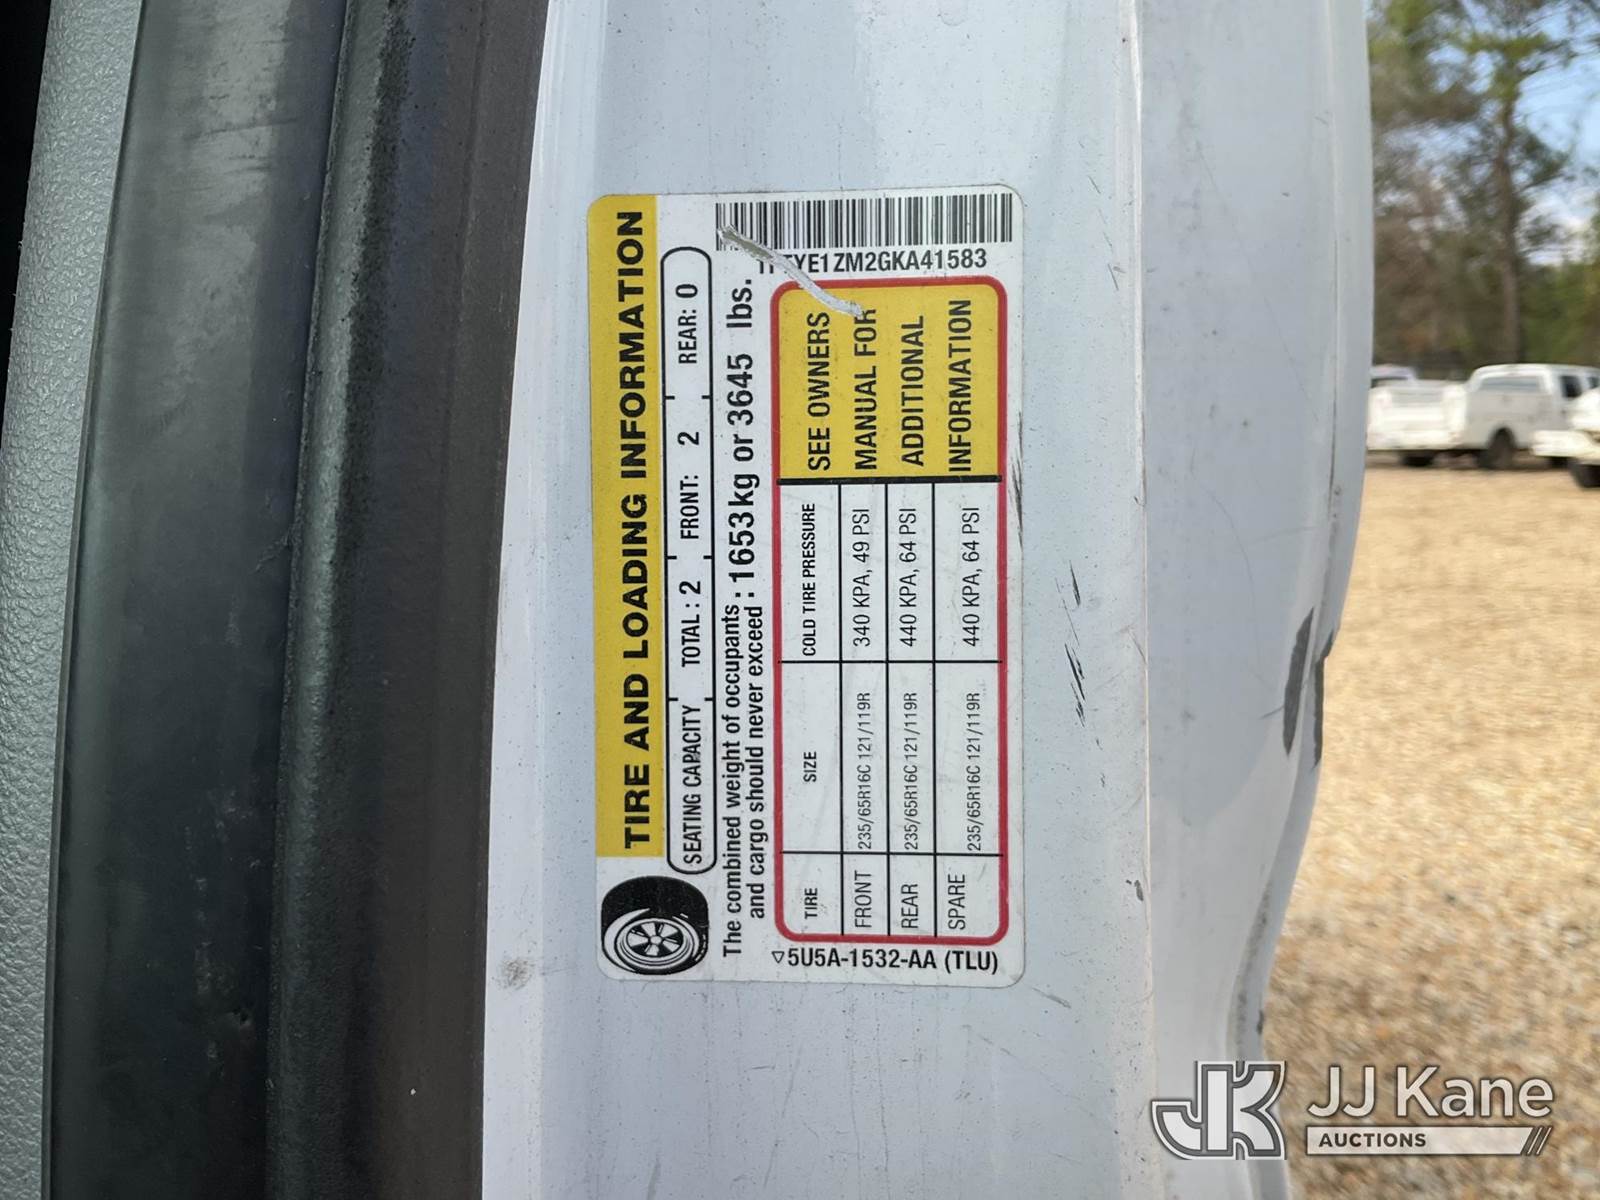 TIRE AND LOADING INFORMATION
SEATING CAPACITY TOTAL : 2 FRONT: 2 REAR: 0
The combined weight of occupants
and cargo should never exceed : 1653 kg or 3645 lbs.
TIRE SIZE COLD TIRE PRESSURE
FRONT 235/65R16C 121/119R 340 KPA, 49 PSI
REAR 235/65R16C 121/119R 440 KPA, 64 PSI
SPARE 235/65R16C 121/119R 440 KPA, 64 PSI
SEE OWNERS
MANUAL FOR
ADDITIONAL
INFORMATION
5U5A-1532-AA (TLU)
JK JJ Kane
AUCTIONS